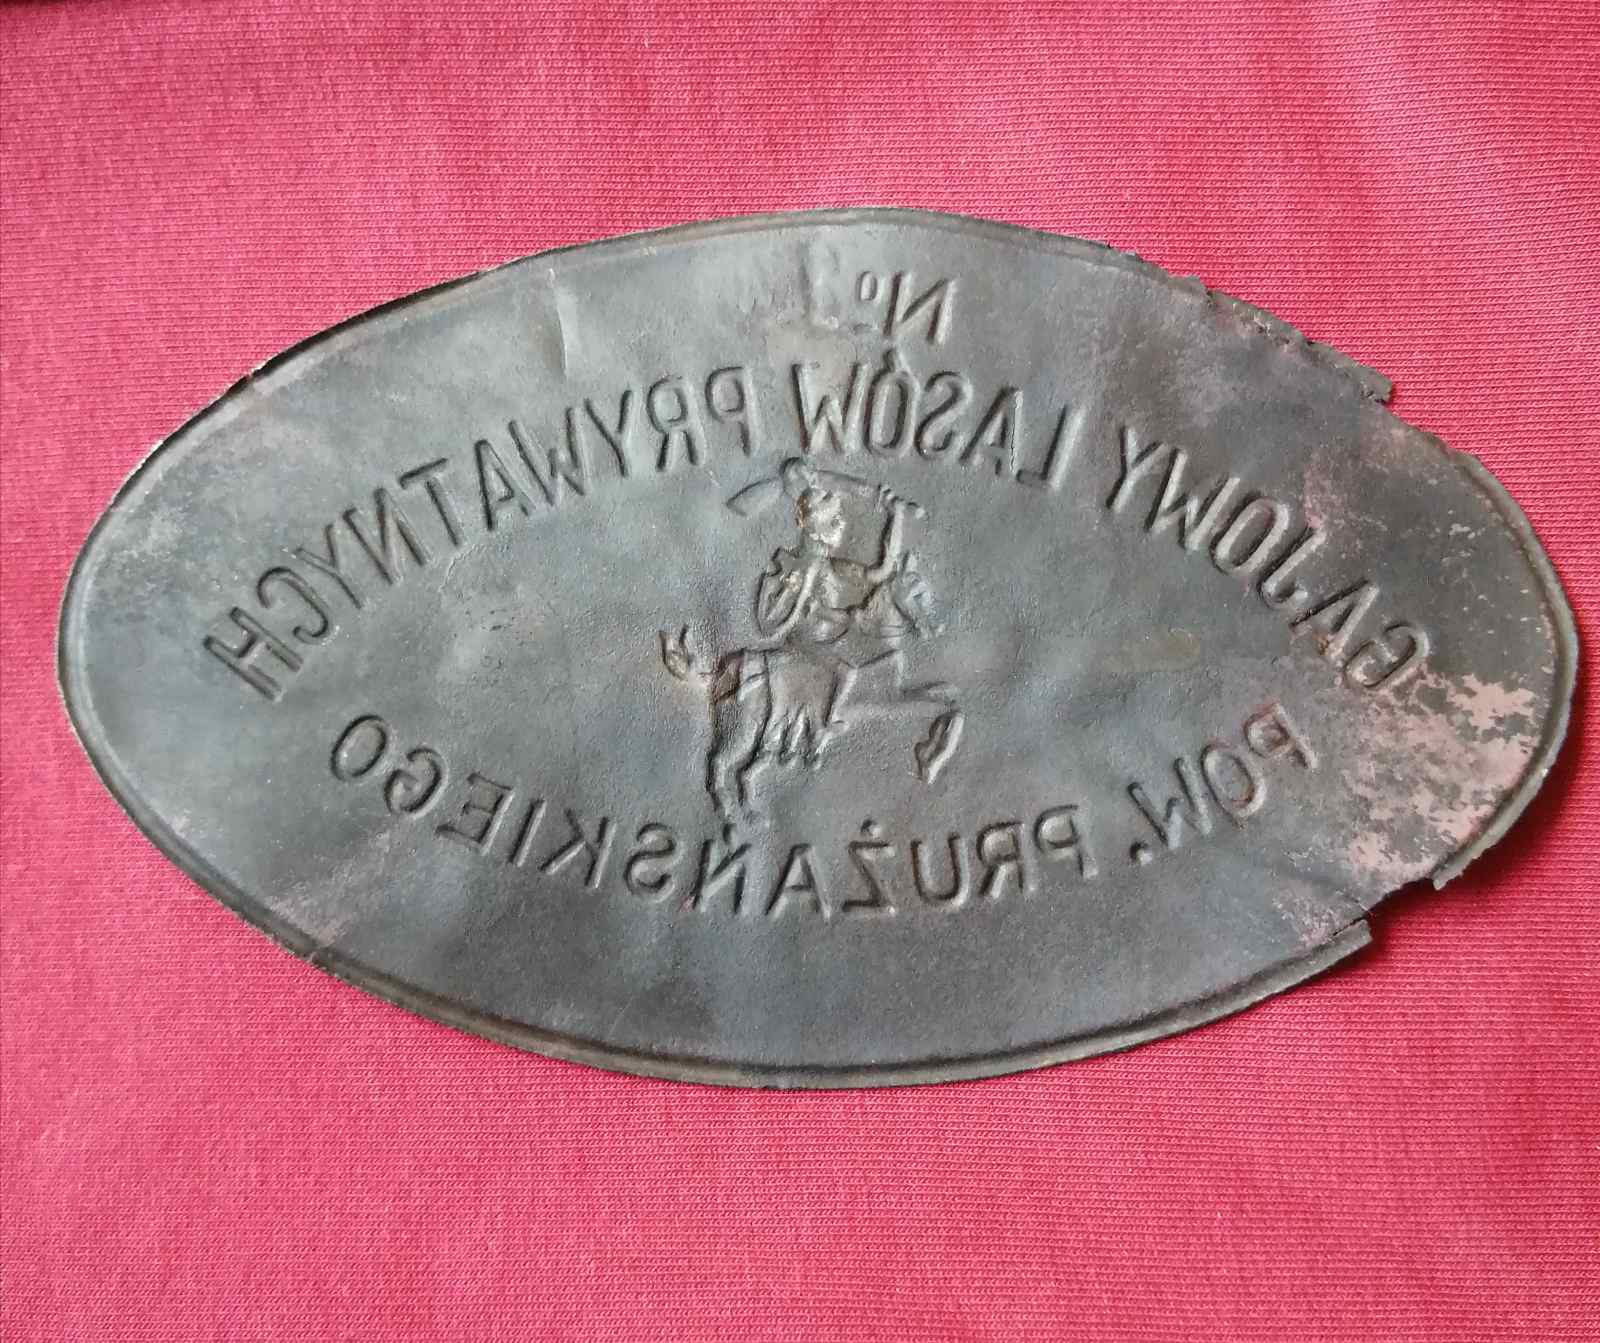 Nº
GAJOWY LASÓW PRYWATNYCH
POW. PRUŻAŃSKIEGO